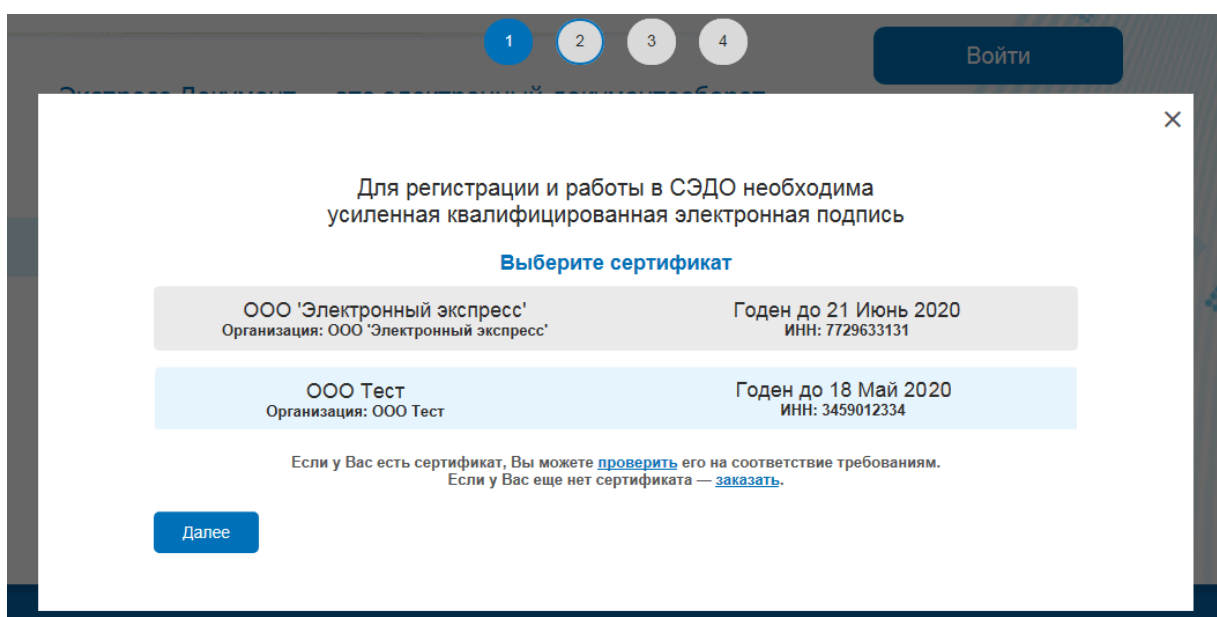 1 2 3 4
Войти
Для регистрации и работы в СЭДО необходима
усиленная квалифицированная электронная подпись
Выберите сертификат
ООО 'Электронный экспресс' Годен до 21 Июнь 2020
Организация: ООО 'Электронный экспресс' ИНН: 7729633131
ООО Тест Годен до 18 Май 2020
Организация: ООО Тест ИНН: 3459012334
Если у Вас есть сертификат, Вы можете проверить его на соответствие требованиям.
Если у Вас еще нет сертификата — заказать.
Далее